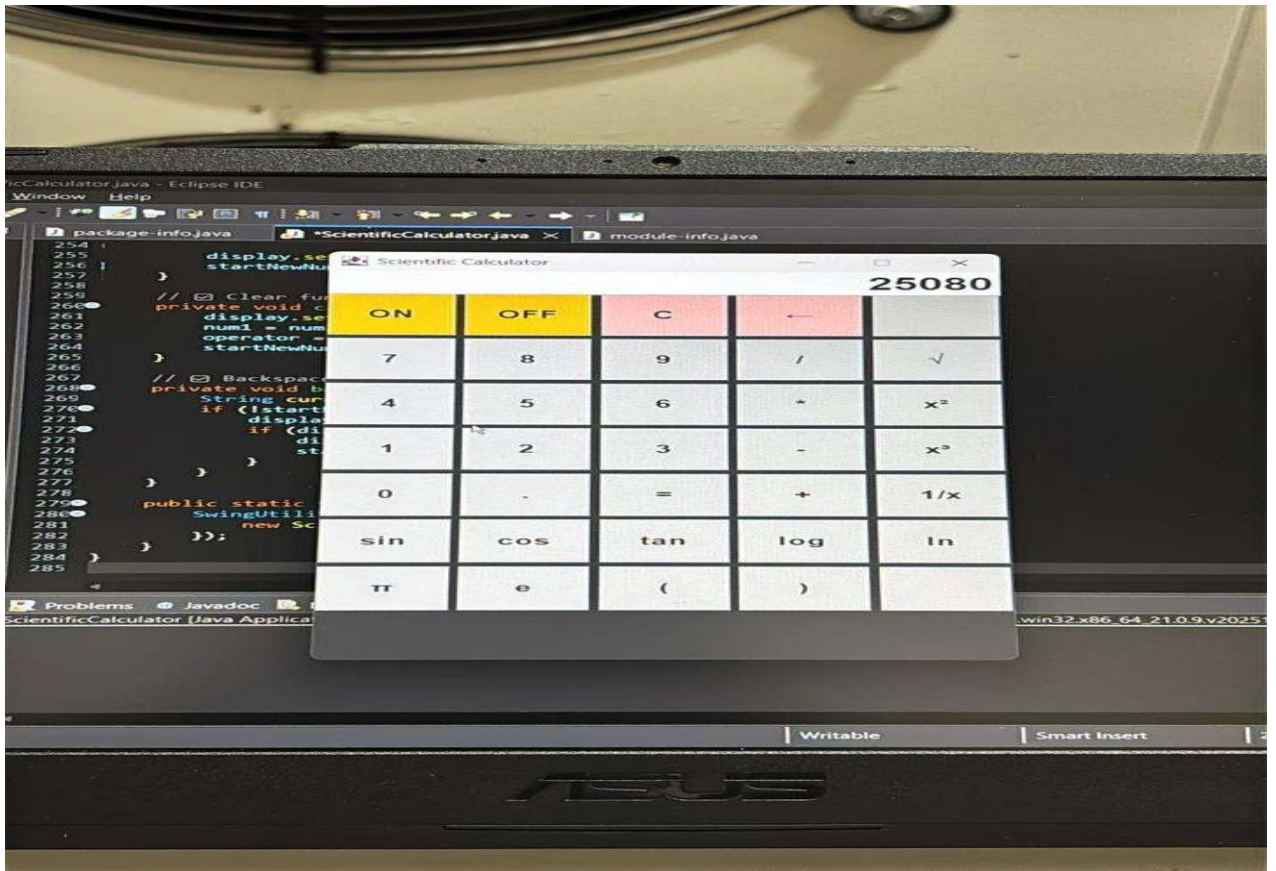 icCalculator.java - Eclipse IDE
Window Help
package-info.java *ScientificCalculator.java module-info.java
254
255 display.se
256 startNewNu
257 }
258
259 // ☑ Clear fu
260 private void c
261 display.se
262 num1 = num
263 operator =
264 startNewNu
265 }
266
267 // ☑ Backspac
268 private void b
269 String cur
270 if (!start
271 displa
272 if (di
273 di
274 st
275 }
276 }
277 }
278
279 public static
280 SwingUtili
281 new Sc
282 });
283 }
284 }
285
Scientific Calculator
25080
ON OFF C ←
7 8 9 / √
4 5 6 * x²
1 2 3 - x³
0 . = + 1/x
sin cos tan log ln
π e ( )
Problems Javadoc
ScientificCalculator [Java Applica
.win32.x86_64_21.0.9.v20251
Writable Smart Insert 2
ASUS